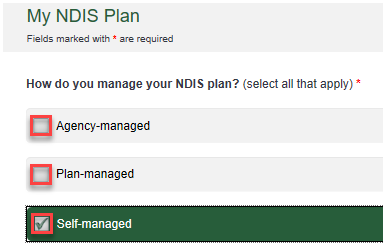 My NDIS Plan
Fields marked with * are required
How do you manage your NDIS plan? (select all that apply) *
Agency-managed
Plan-managed
Self-managed